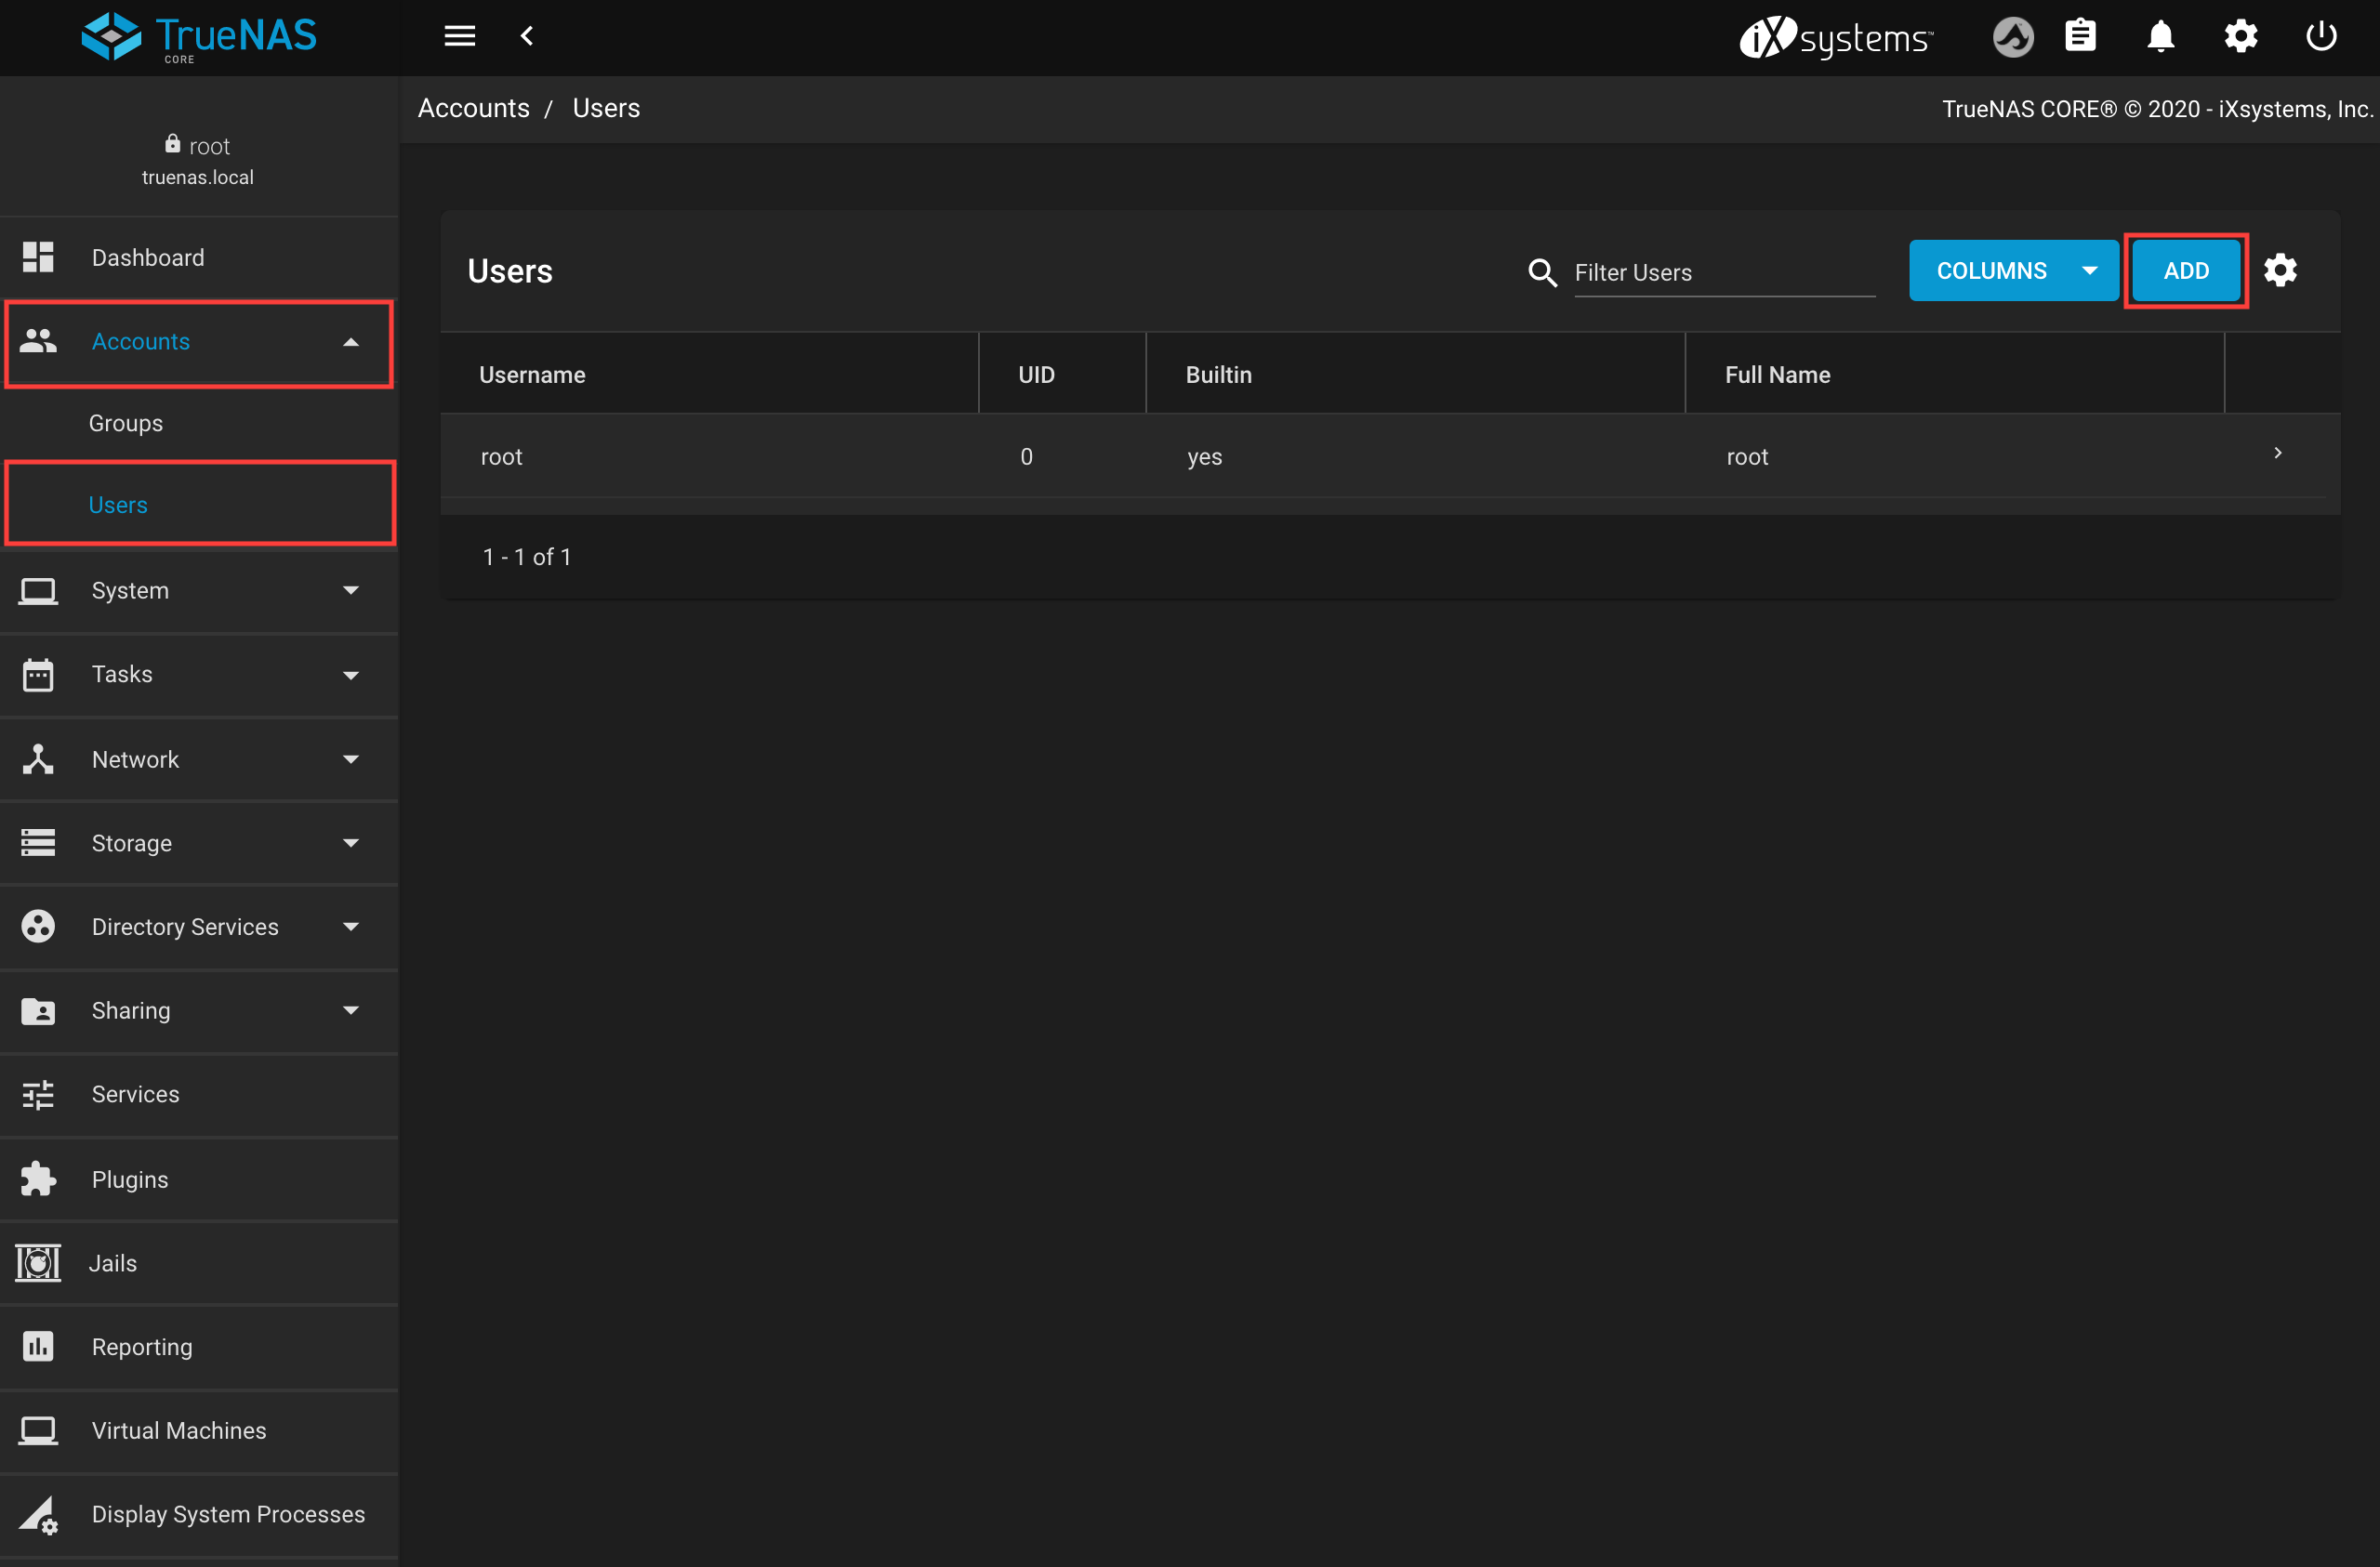 TrueNAS
CORE
iXsystems™
root
truenas.local
Accounts / Users
TrueNAS CORE® © 2020 - iXsystems, Inc.
Dashboard
Accounts
Groups
Users
System
Tasks
Network
Storage
Directory Services
Sharing
Services
Plugins
Jails
Reporting
Virtual Machines
Display System Processes
Users
Filter Users
COLUMNS
ADD
Username UID Builtin Full Name
root 0 yes root
1 - 1 of 1